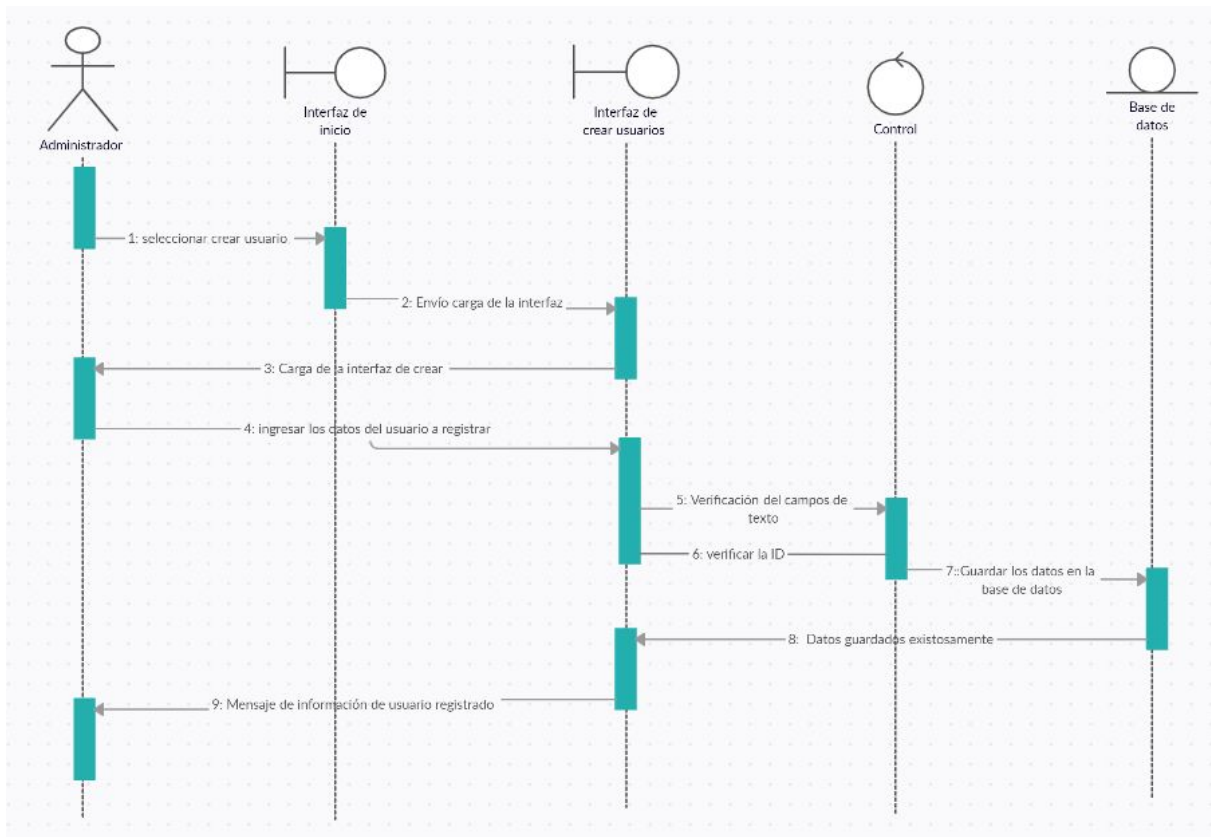 Administrador
Interfaz de
inicio
Interfaz de
crear usuarios
Control
Base de
datos
1: seleccionar crear usuario
2: Envío carga de la interfaz
3: Carga de la interfaz de crear
4: ingresar los datos del usuario a registrar
5: Verificación del campos de
texto
6: verificar la ID
7::Guardar los datos en la
base de datos
8: Datos guardados existosamente
9: Mensaje de información de usuario registrado